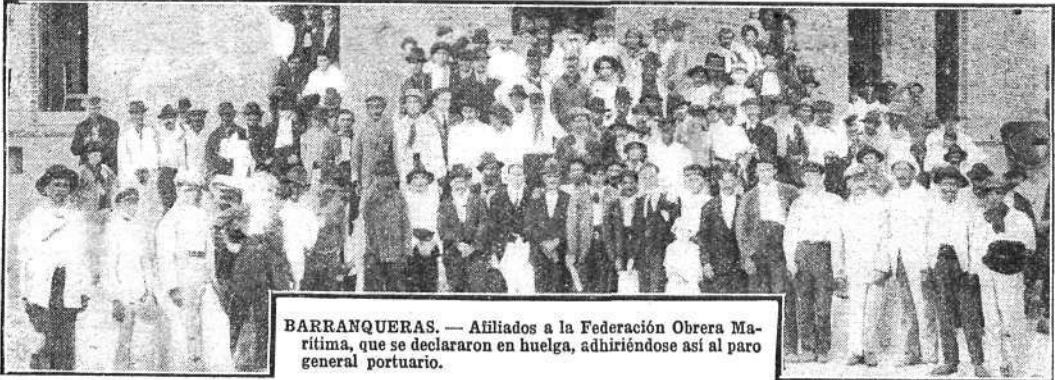 BARRANQUERAS. — Afiliados a la Federación Obrera Ma-
rítima, que se declararon en huelga, adhiriéndose así al paro
general portuario.